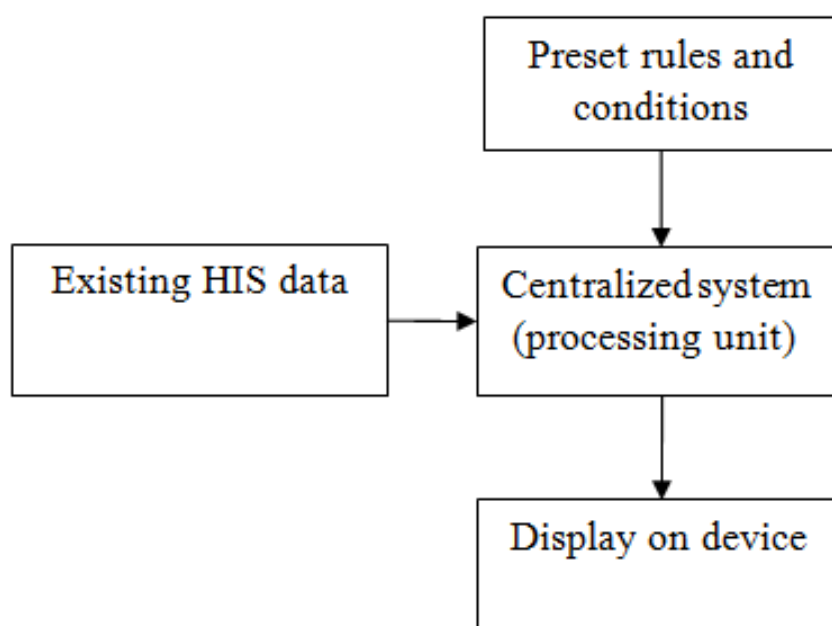 Preset rules and
conditions
Existing HIS data
Centralized system
(processing unit)
Display on device